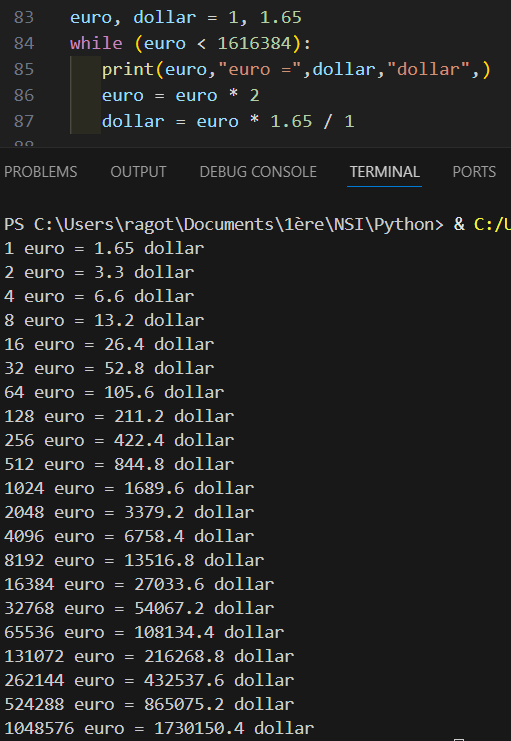 83 euro, dollar = 1, 1.65
84 while (euro < 1616384):
85 print(euro,"euro =",dollar,"dollar",)
86 euro = euro * 2
87 dollar = euro * 1.65 / 1
PROBLEMS OUTPUT DEBUG CONSOLE TERMINAL PORTS
PS C:\Users\ragot\Documents\1ère\NSI\Python> & C:/U
1 euro = 1.65 dollar
2 euro = 3.3 dollar
4 euro = 6.6 dollar
8 euro = 13.2 dollar
16 euro = 26.4 dollar
32 euro = 52.8 dollar
64 euro = 105.6 dollar
128 euro = 211.2 dollar
256 euro = 422.4 dollar
512 euro = 844.8 dollar
1024 euro = 1689.6 dollar
2048 euro = 3379.2 dollar
4096 euro = 6758.4 dollar
8192 euro = 13516.8 dollar
16384 euro = 27033.6 dollar
32768 euro = 54067.2 dollar
65536 euro = 108134.4 dollar
131072 euro = 216268.8 dollar
262144 euro = 432537.6 dollar
524288 euro = 865075.2 dollar
1048576 euro = 1730150.4 dollar